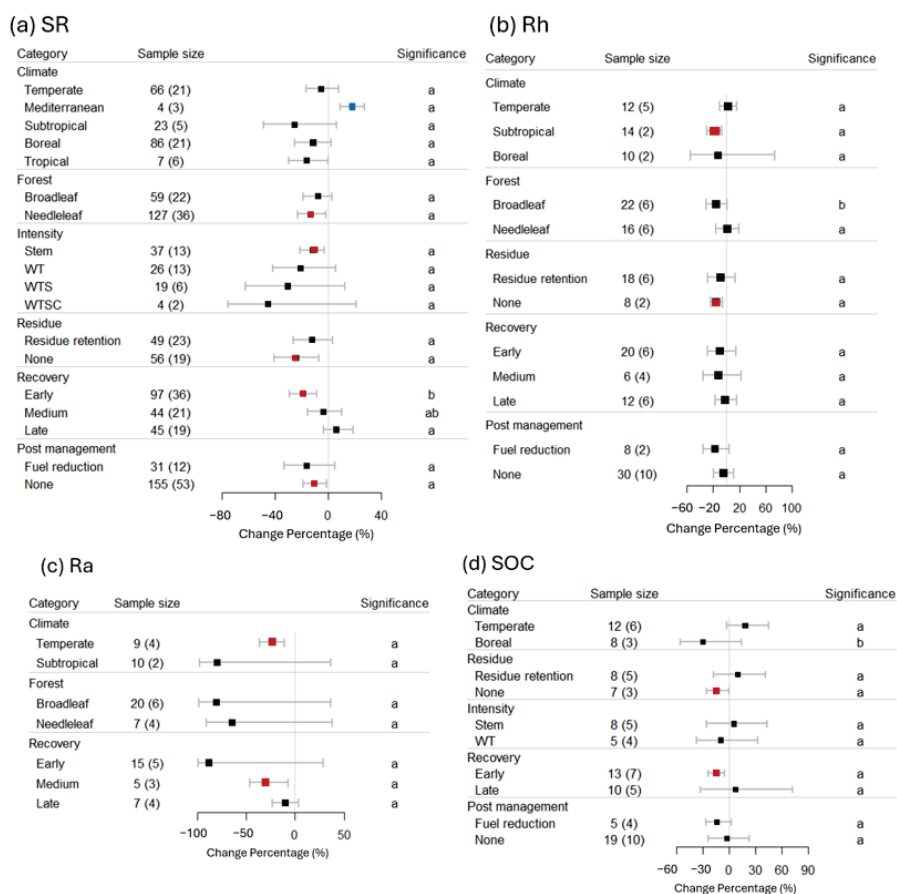 (a) SR
Category Sample size Significance
Climate
Temperate 66 (21) a
Mediterranean 4 (3) a
Subtropical 23 (5) a
Boreal 86 (21) a
Tropical 7 (6) a
Forest
Broadleaf 59 (22) a
Needleleaf 127 (36) a
Intensity
Stem 37 (13) a
WT 26 (13) a
WTS 19 (6) a
WTSC 4 (2) a
Residue
Residue retention 49 (23) a
None 56 (19) a
Recovery
Early 97 (36) b
Medium 44 (21) ab
Late 45 (19) a
Post management
Fuel reduction 31 (12) a
None 155 (53) a
−80 −40 0 40
Change Percentage (%)
(b) Rh
Category Sample size Significance
Climate
Temperate 12 (5) a
Subtropical 14 (2) a
Boreal 10 (2) a
Forest
Broadleaf 22 (6) b
Needleleaf 16 (6) a
Residue
Residue retention 18 (6) a
None 8 (2) a
Recovery
Early 20 (6) a
Medium 6 (4) a
Late 12 (6) a
Post management
Fuel reduction 8 (2) a
None 30 (10) a
−60 −20 20 60 100
Change Percentage (%)
(c) Ra
Category Sample size Significance
Climate
Temperate 9 (4) a
Subtropical 10 (2) a
Forest
Broadleaf 20 (6) a
Needleleaf 7 (4) a
Recovery
Early 15 (5) a
Medium 5 (3) a
Late 7 (4) a
−100 −50 0 50
Change Percentage (%)
(d) SOC
Category Sample size Significance
Climate
Temperate 12 (6) a
Boreal 8 (3) b
Residue
Residue retention 8 (5) a
None 7 (3) a
Intensity
Stem 8 (5) a
WT 5 (4) a
Recovery
Early 13 (7) a
Late 10 (5) a
Post management
Fuel reduction 5 (4) a
None 19 (10) a
−60 −30 0 30 60 90
Change Percentage (%)